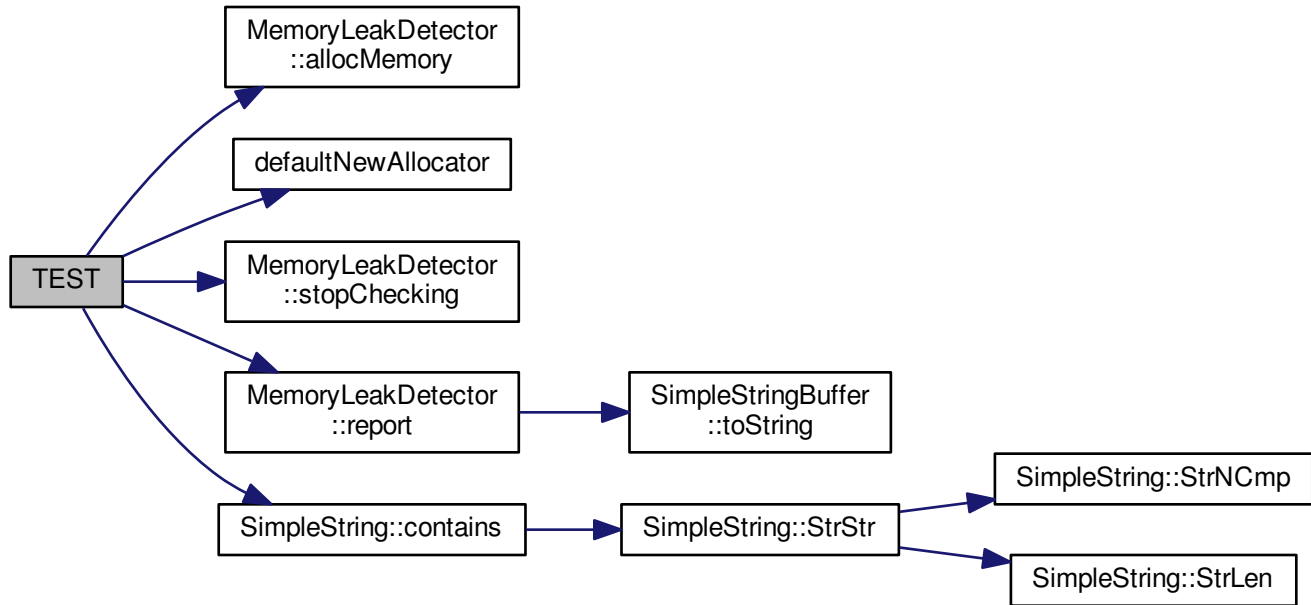 MemoryLeakDetector
::allocMemory
defaultNewAllocator
TEST
MemoryLeakDetector
::stopChecking
MemoryLeakDetector
::report
SimpleStringBuffer
::toString
SimpleString::contains
SimpleString::StrStr
SimpleString::StrNCmp
SimpleString::StrLen